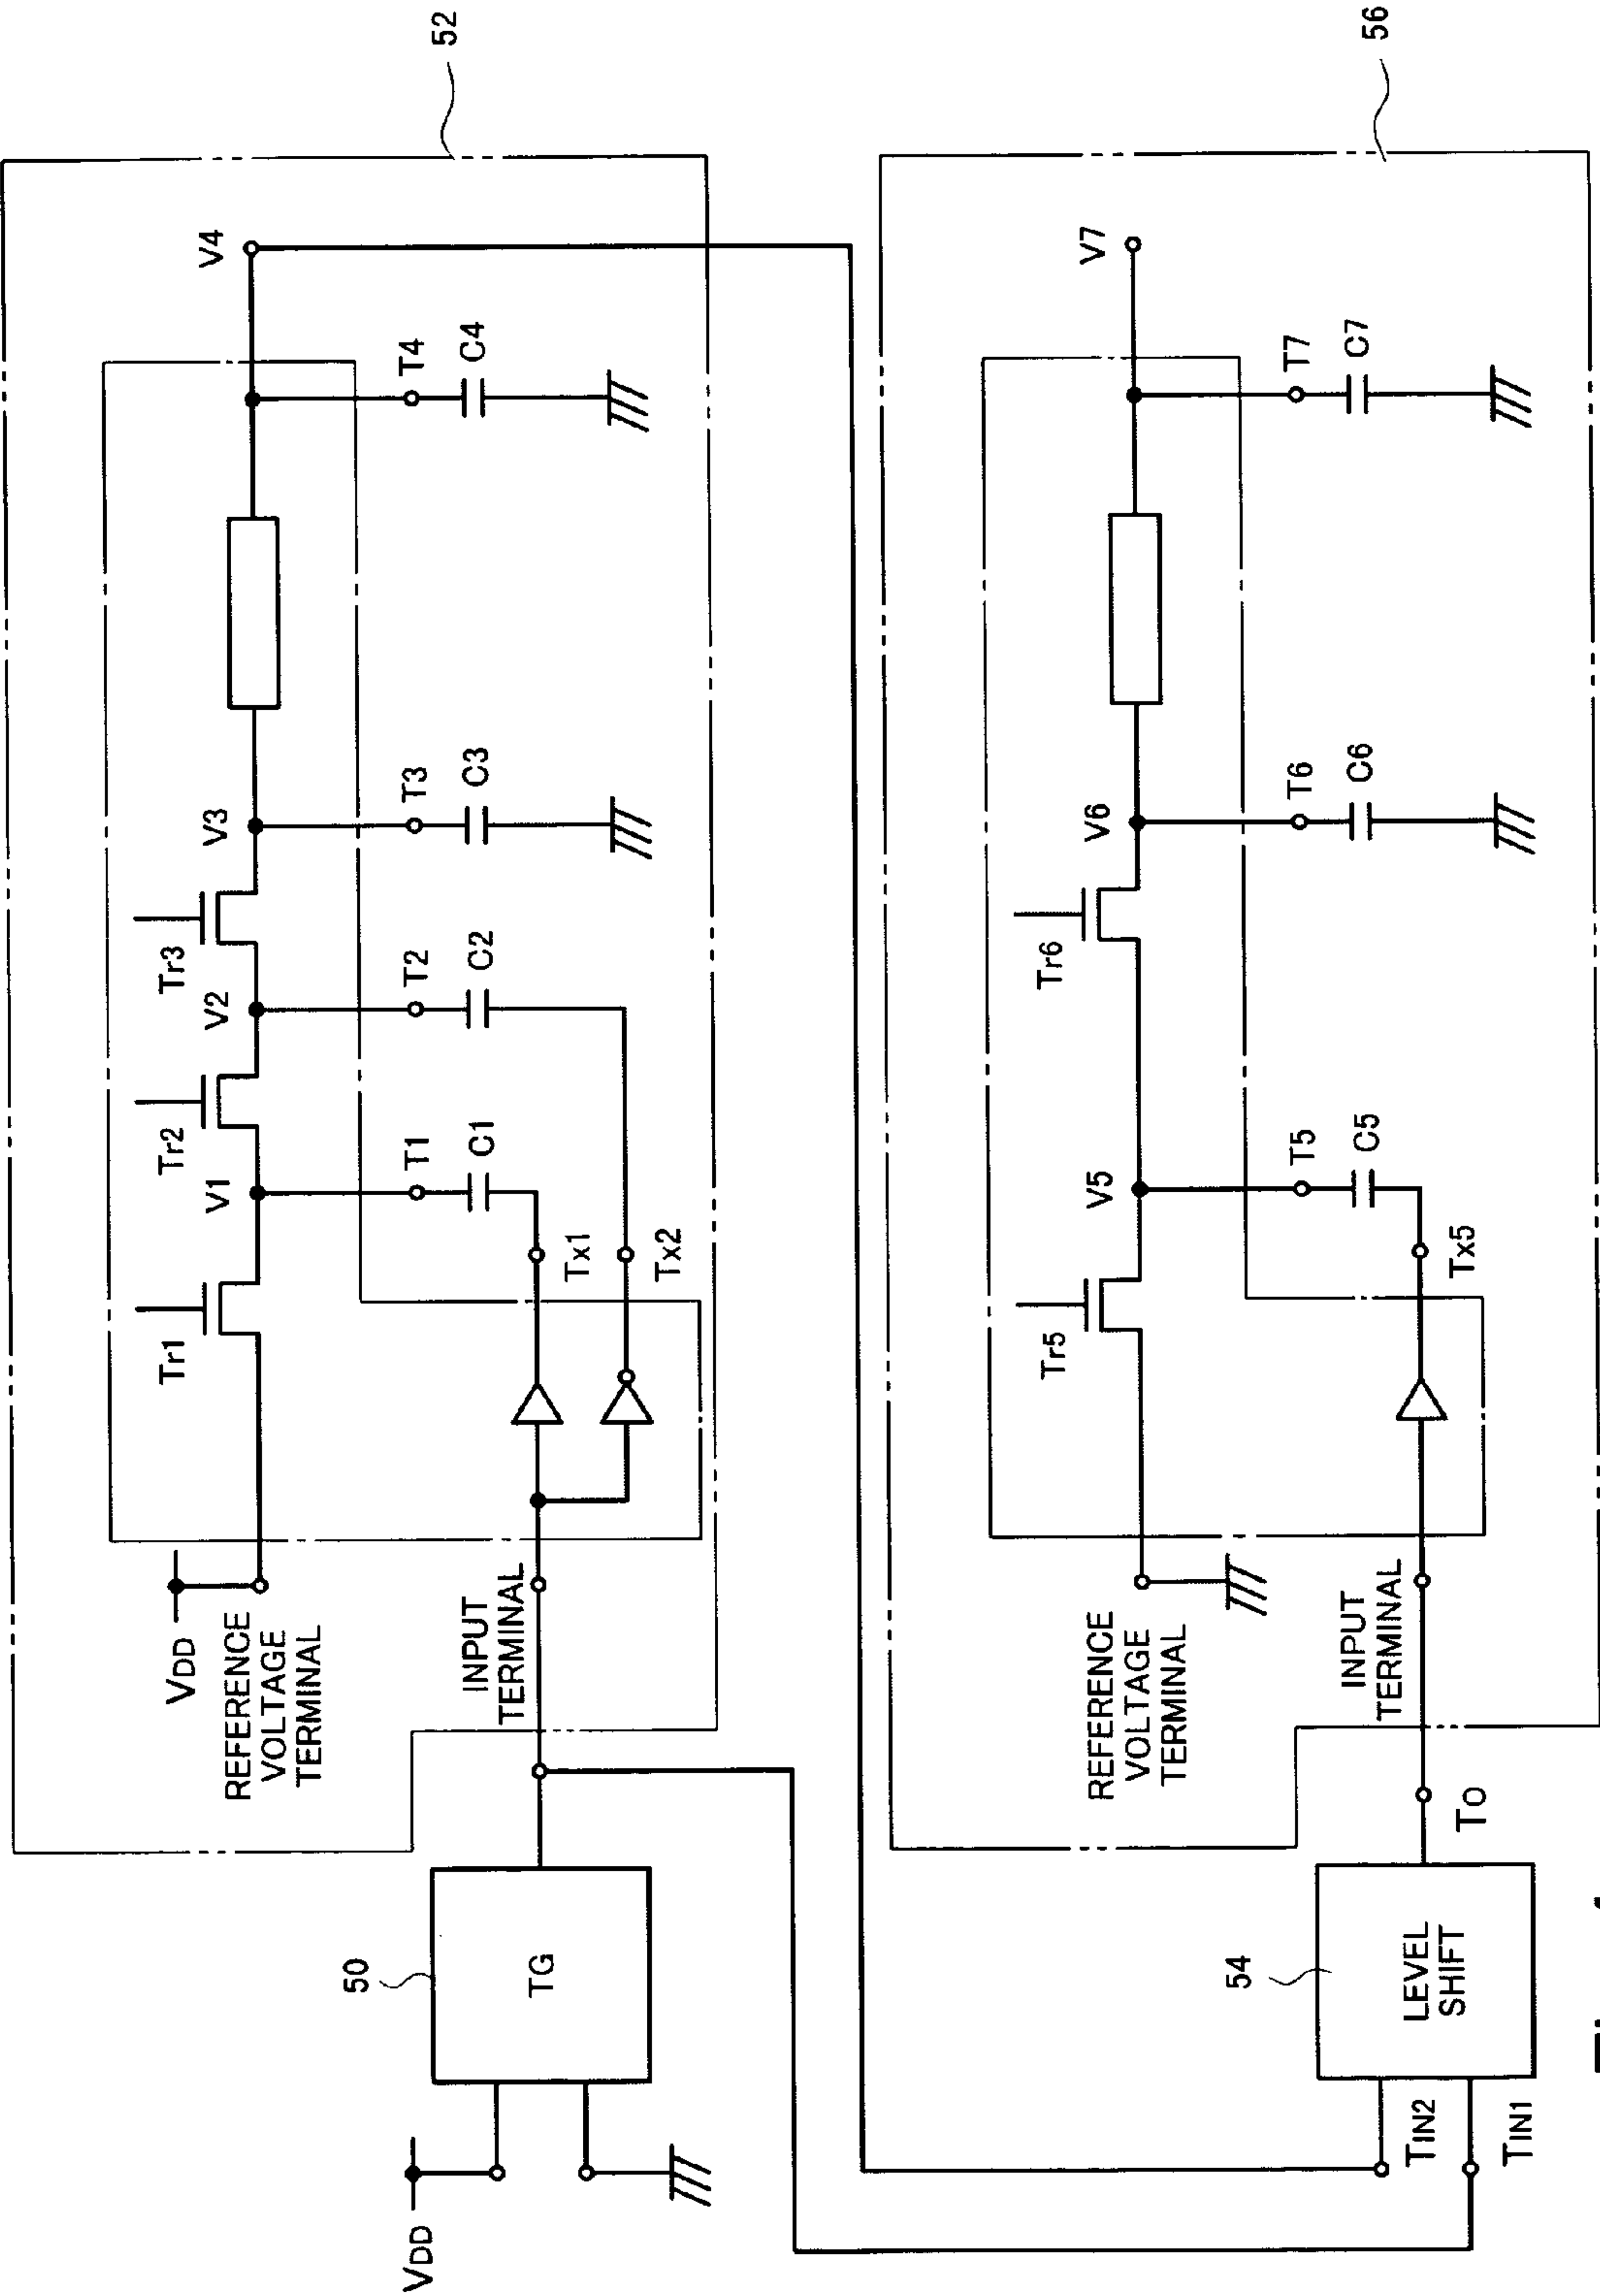 52
V4
T4
C4
T3
C3
V3
Tr3
T2
C2
V2
Tr2
T1
C1
V1
Tr1
Tx1
Tx2
VDD
REFERENCE
VOLTAGE
TERMINAL
INPUT
TERMINAL
50
TG
VDD
56
V7
T7
C7
T6
C6
V6
Tr6
T5
C5
V5
Tr5
Tx5
REFERENCE
VOLTAGE
TERMINAL
INPUT
TERMINAL
TO
54
LEVEL
SHIFT
TIN2
TIN1